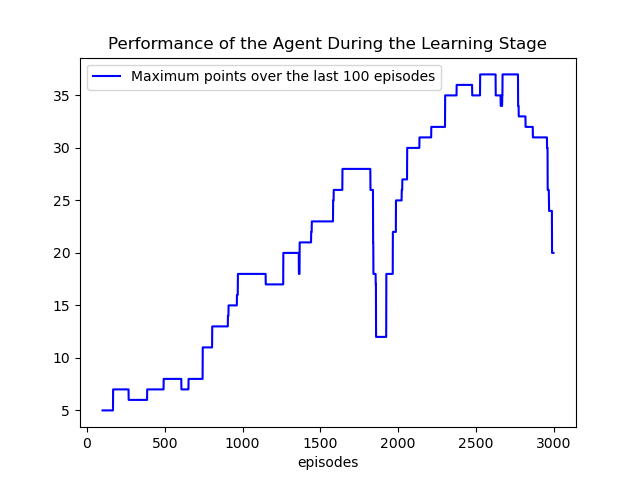 Performance of the Agent During the Learning Stage
Maximum points over the last 100 episodes
35
30
25
20
15
10
5
0 500 1000 1500 2000 2500 3000
episodes